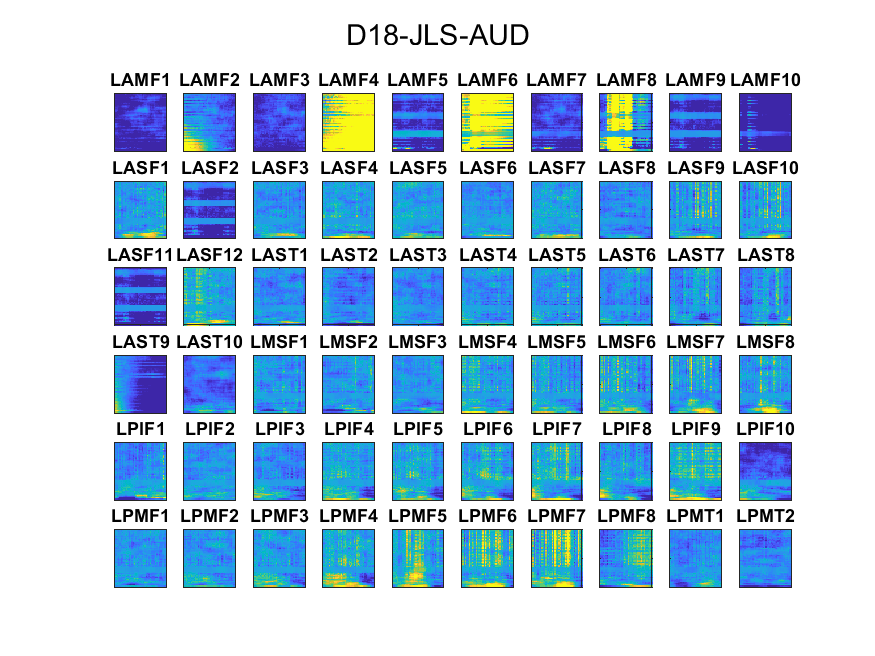 D18-JLS-AUD
LAMF1 LAMF2 LAMF3 LAMF4 LAMF5 LAMF6 LAMF7 LAMF8 LAMF9 LAMF10
LASF1 LASF2 LASF3 LASF4 LASF5 LASF6 LASF7 LASF8 LASF9 LASF10
LASF11 LASF12 LAST1 LAST2 LAST3 LAST4 LAST5 LAST6 LAST7 LAST8
LAST9 LAST10 LMSF1 LMSF2 LMSF3 LMSF4 LMSF5 LMSF6 LMSF7 LMSF8
LPIF1 LPIF2 LPIF3 LPIF4 LPIF5 LPIF6 LPIF7 LPIF8 LPIF9 LPIF10
LPMF1 LPMF2 LPMF3 LPMF4 LPMF5 LPMF6 LPMF7 LPMF8 LPMT1 LPMT2